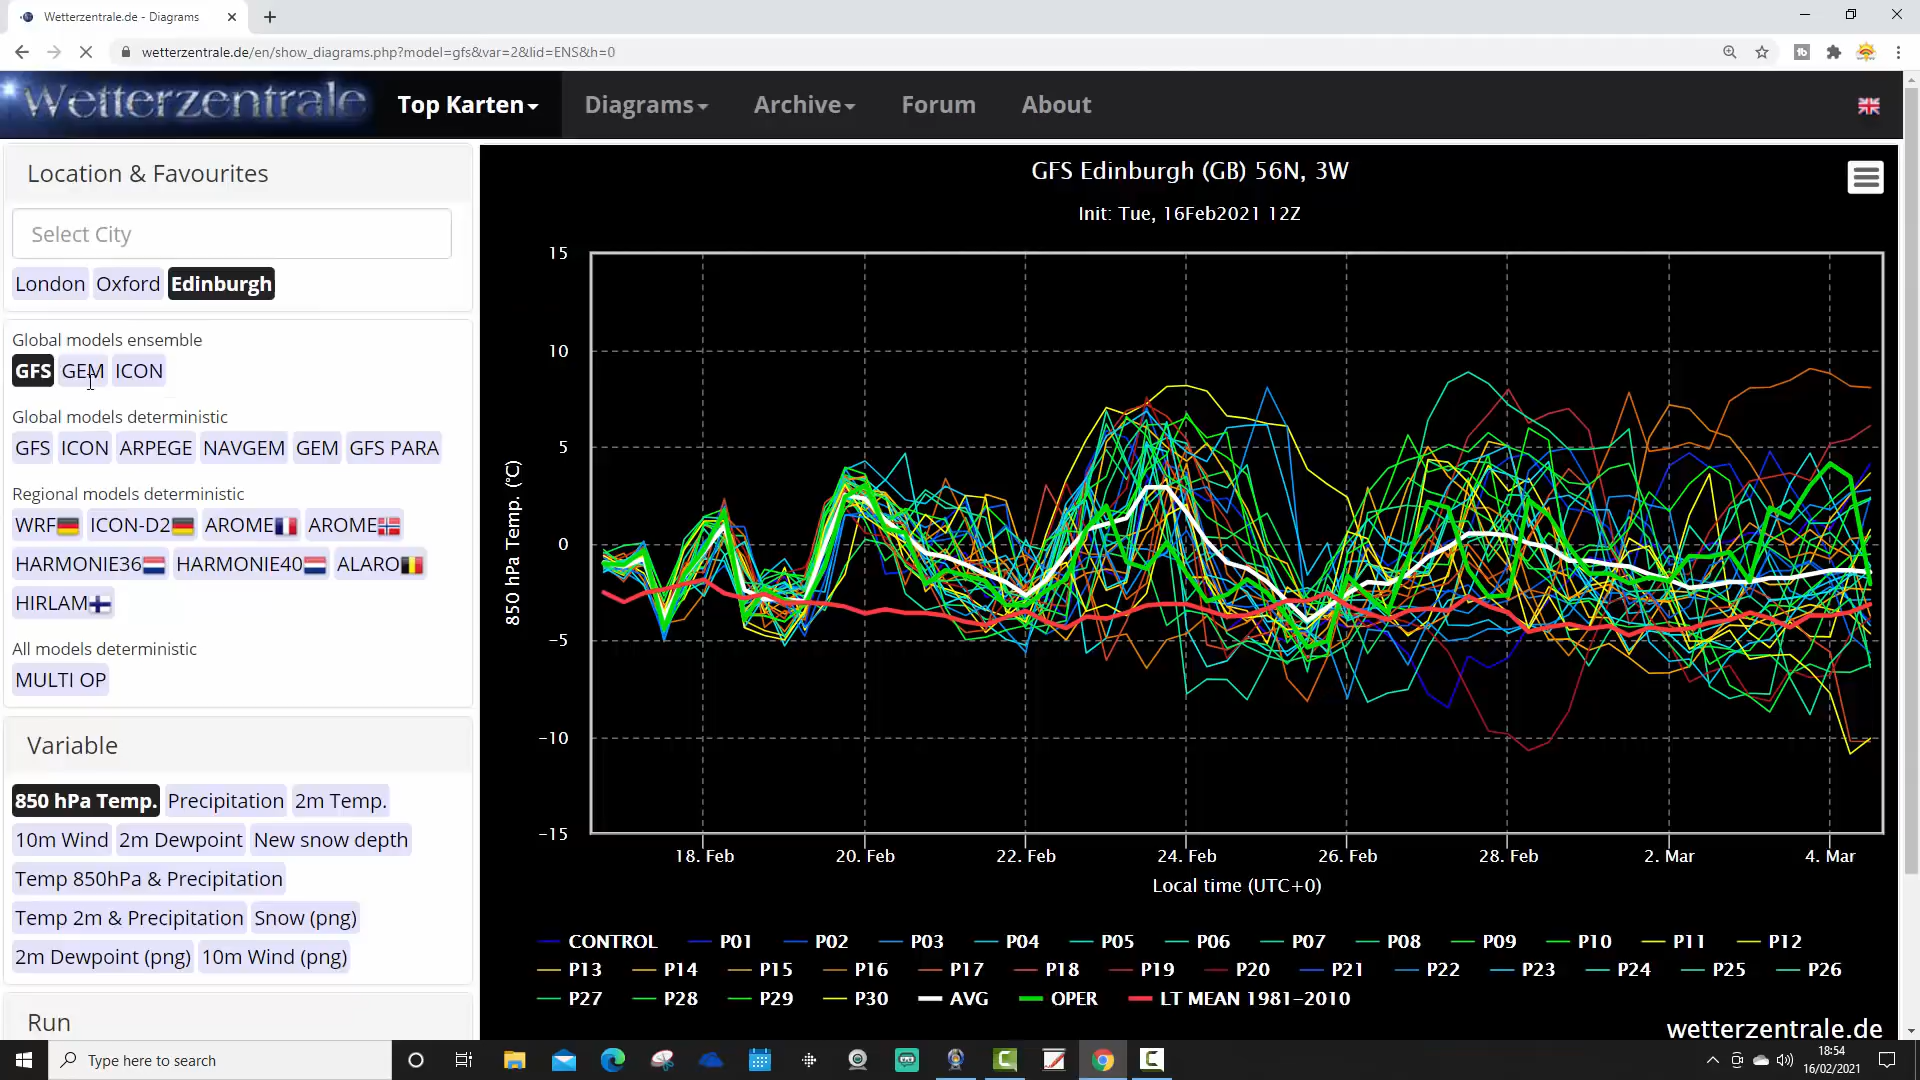 Wetterzentrale.de - Diagrams
wetterzentrale.de/en/show_diagrams.php?model=gfs&var=2&lid=ENS&h=0
Wetterzentrale Top Karten Diagrams Archive Forum About
Location & Favourites
Select City
London Oxford Edinburgh
Global models ensemble
GFS GEM ICON
Global models deterministic
GFS ICON ARPEGE NAVGEM GEM GFS PARA
Regional models deterministic
WRF ICON-D2 AROME AROME
HARMONIE36 HARMONIE40 ALARO
HIRLAM
All models deterministic
MULTI OP
Variable
850 hPa Temp. Precipitation 2m Temp.
10m Wind 2m Dewpoint New snow depth
Temp 850hPa & Precipitation
Temp 2m & Precipitation Snow (png)
2m Dewpoint (png) 10m Wind (png)
Run
GFS Edinburgh (GB) 56N, 3W
Init: Tue, 16Feb2021 12Z
15
10
5
0
-5
-10
-15
850 hPa Temp. (°C)
18. Feb 20. Feb 22. Feb 24. Feb 26. Feb 28. Feb 2. Mar 4. Mar
Local time (UTC+0)
CONTROL P01 P02 P03 P04 P05 P06 P07 P08 P09 P10 P11 P12
P13 P14 P15 P16 P17 P18 P19 P20 P21 P22 P23 P24 P25 P26
P27 P28 P29 P30 AVG OPER LT MEAN 1981-2010
wetterzentrale.de
Type here to search
18:54
16/02/2021